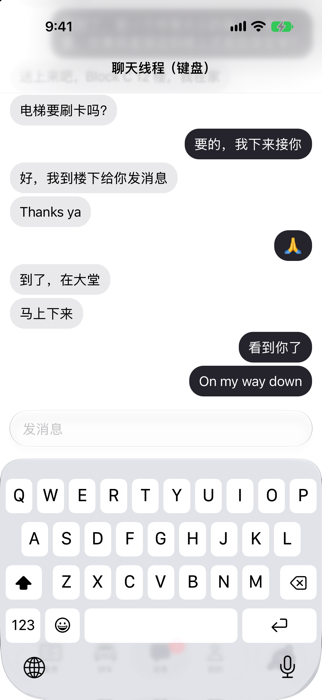 9:41
聊天线程（键盘）
电梯要刷卡吗?
要的，我下来接你
好，我到楼下给你发消息
Thanks ya
🙏
到了，在大堂
马上下来
看到你了
On my way down
发消息
Q W E R T Y U I O P
A S D F G H J K L
Z X C V B N M
123